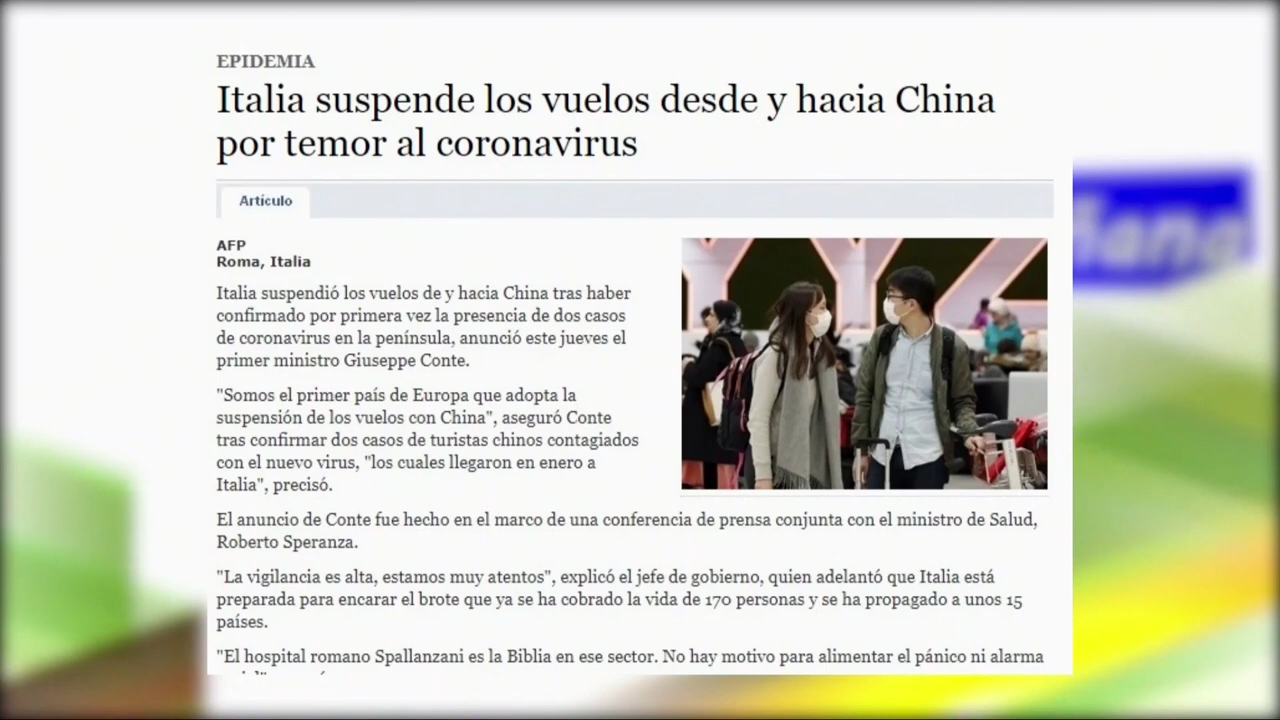 EPIDEMIA
Italia suspende los vuelos desde y hacia China
por temor al coronavirus
Artículo
AFP
Roma, Italia
Italia suspendió los vuelos de y hacia China tras haber
confirmado por primera vez la presencia de dos casos
de coronavirus en la península, anunció este jueves el
primer ministro Giuseppe Conte.
"Somos el primer país de Europa que adopta la
suspensión de los vuelos con China", aseguró Conte
tras confirmar dos casos de turistas chinos contagiados
con el nuevo virus, "los cuales llegaron en enero a
Italia", precisó.
El anuncio de Conte fue hecho en el marco de una conferencia de prensa conjunta con el ministro de Salud,
Roberto Speranza.
"La vigilancia es alta, estamos muy atentos", explicó el jefe de gobierno, quien adelantó que Italia está
preparada para encarar el brote que ya se ha cobrado la vida de 170 personas y se ha propagado a unos 15
países.
"El hospital romano Spallanzani es la Biblia en ese sector. No hay motivo para alimentar el pánico ni alarma